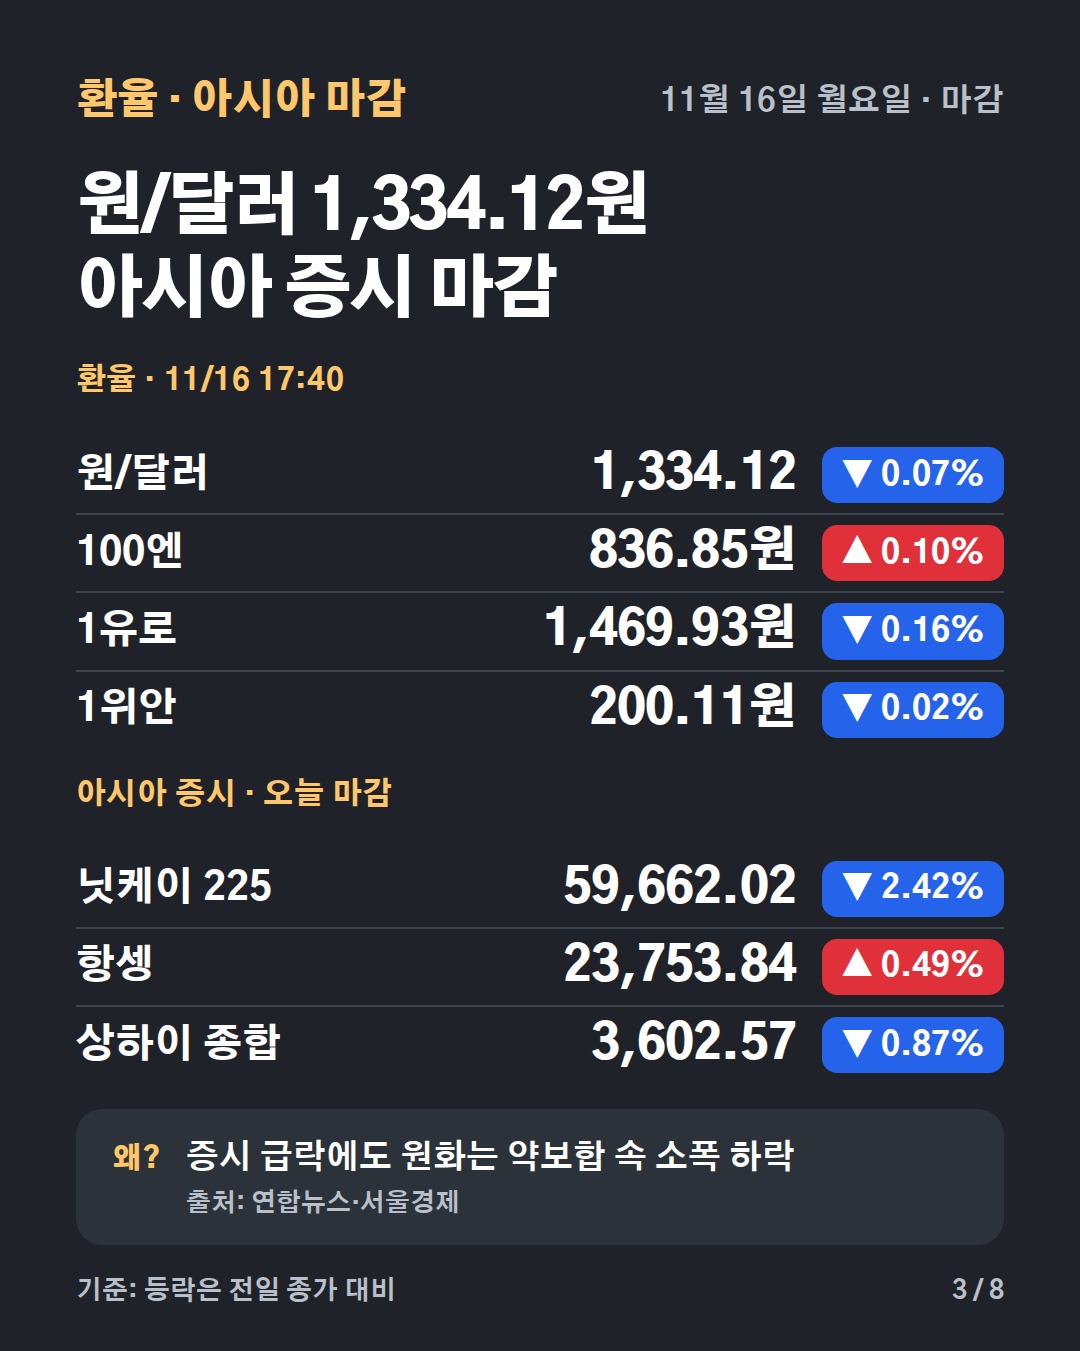 환율 · 아시아 마감
11월 16일 월요일 · 마감
원/달러 1,334.12원
아시아 증시 마감
환율 · 11/16 17:40
원/달러 1,334.12 ▼ 0.07%
100엔 836.85원 ▲ 0.10%
1유로 1,469.93원 ▼ 0.16%
1위안 200.11원 ▼ 0.02%
아시아 증시 · 오늘 마감
닛케이 225 59,662.02 ▼ 2.42%
항셍 23,753.84 ▲ 0.49%
상하이 종합 3,602.57 ▼ 0.87%
왜? 증시 급락에도 원화는 약보합 속 소폭 하락
출처: 연합뉴스·서울경제
기준: 등락은 전일 종가 대비
3 / 8